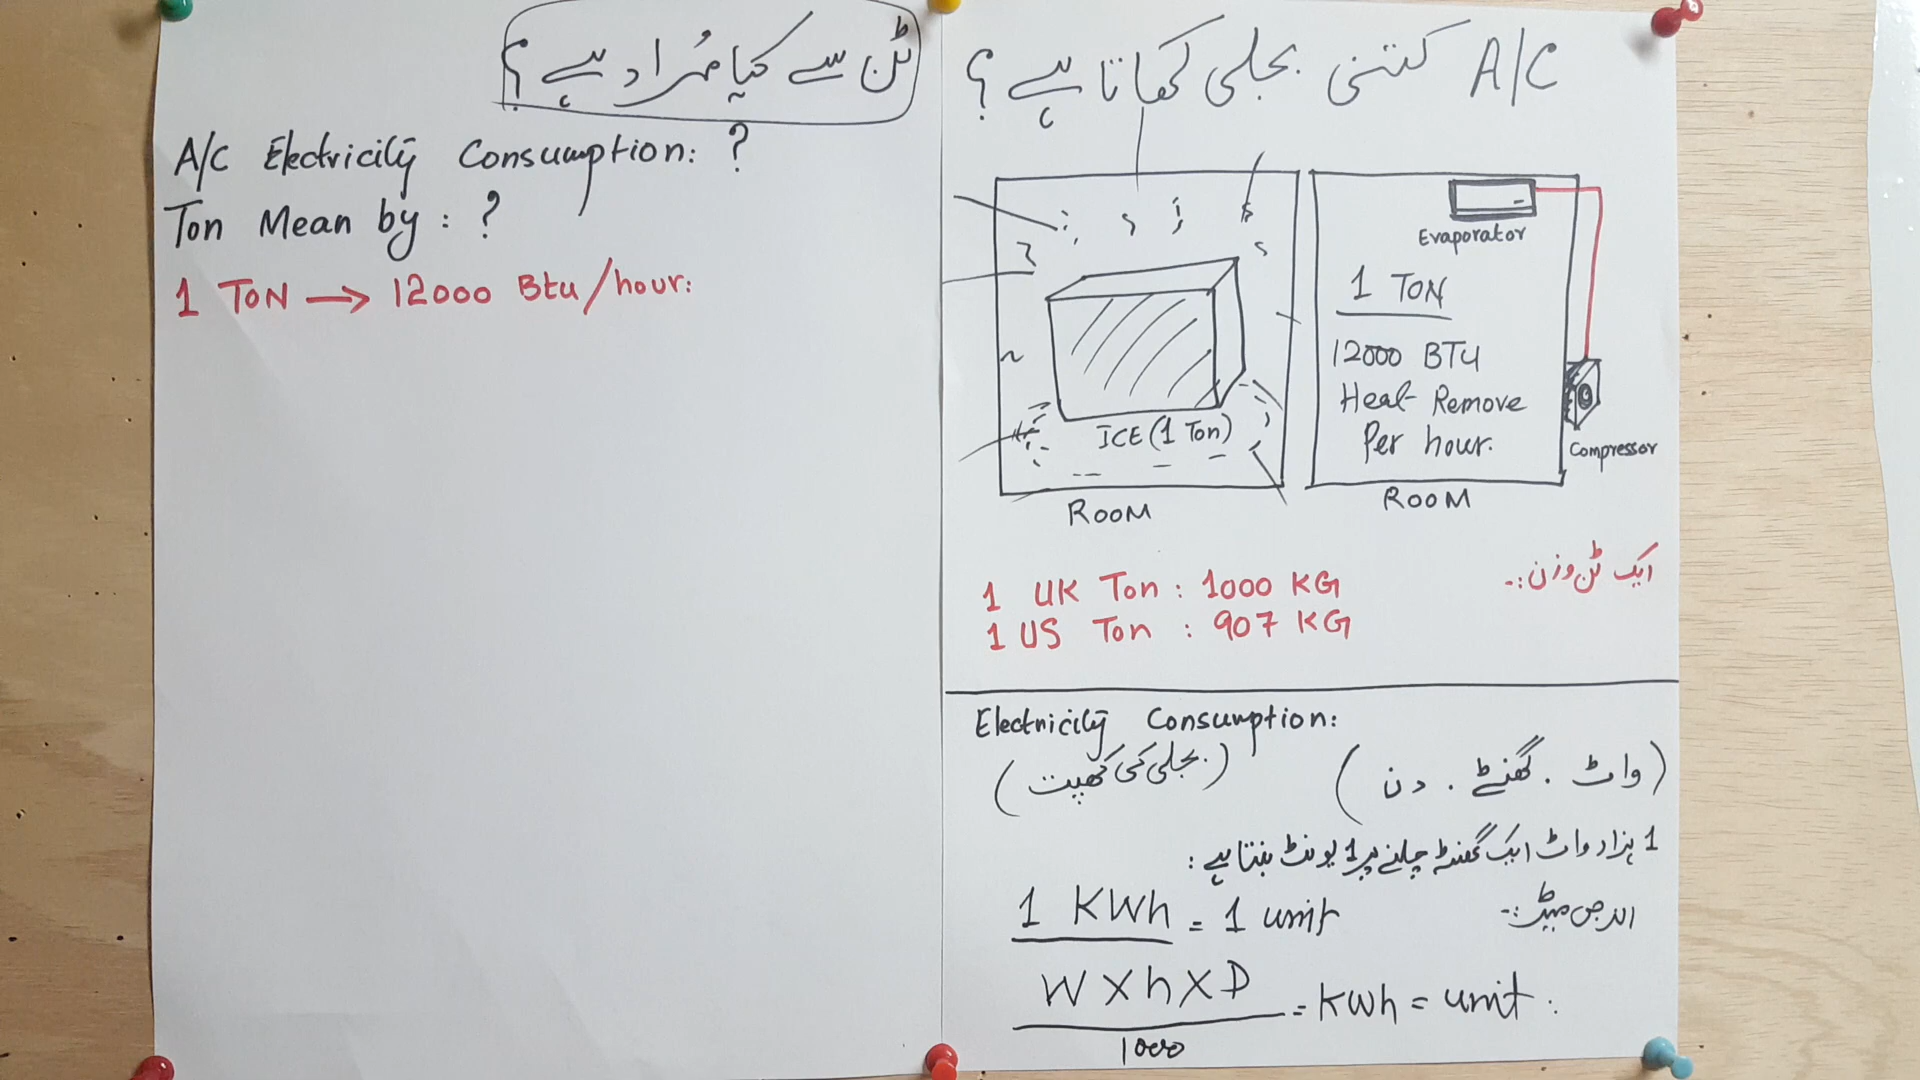 ٹن سے کیا مُراد ہے؟
A/C Electricity Consumption: ?
Ton Mean by : ?
1 TON → 12000 Btu/hour:
A/C کتنی بجلی کھاتا ہے؟
ICE (1 Ton)
ROOM
Evaporator
1 TON
12000 BTU
Heat Remove
Per hour.
Compressor
ROOM
ایک ٹن وزن:-
1 UK Ton : 1000 KG
1 US Ton : 907 KG
Electricity Consumption:
(بجلی کی کھپت)
(واٹ . گھنٹے . دن)
1 ہزار واٹ ایک گھنٹہ چلنے پر 1 یونٹ بنتا ہے:
1 KWh = 1 unit
انرجی میٹر:-
W X h X D = kwh = unit :
1000